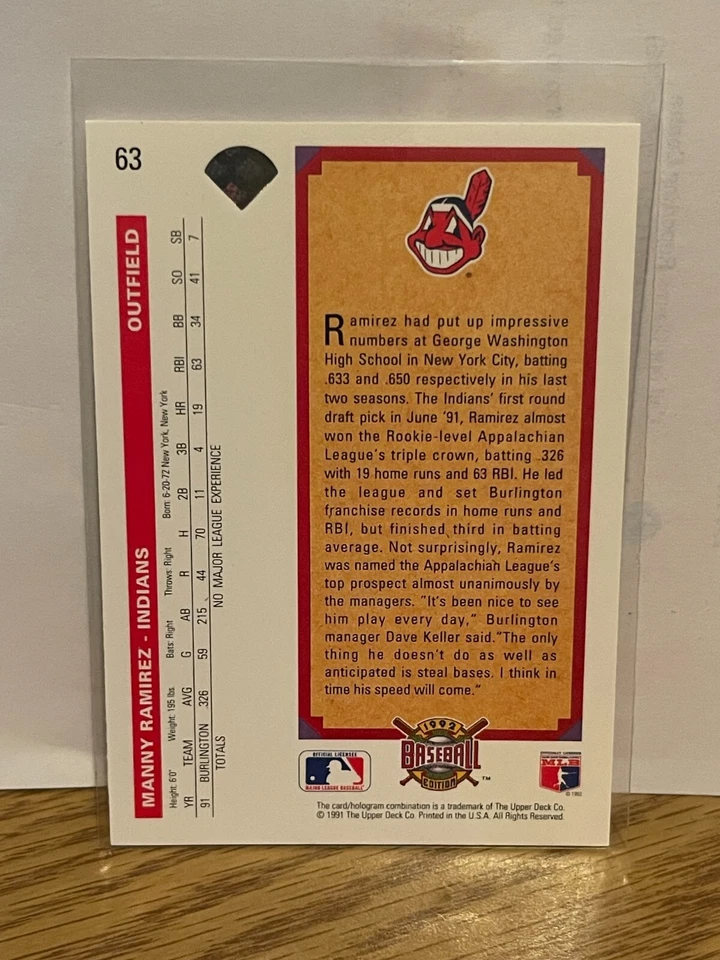 63
MANNY RAMIREZ - INDIANS OUTFIELD
Height: 6'0" Weight: 195 lbs Bats: Right Throws: Right Born: 6-20-72 New York, New York
YR TEAM AVG G AB R H 2B 3B HR RBI BB SO SB
91 BURLINGTON .326 59 215 44 70 11 4 19 63 34 41 7
TOTALS NO MAJOR LEAGUE EXPERIENCE
Ramirez had put up impressive
numbers at George Washington
High School in New York City, batting
.633 and .650 respectively in his last
two seasons. The Indians' first round
draft pick in June '91, Ramirez almost
won the Rookie-level Appalachian
League's triple crown, batting .326
with 19 home runs and 63 RBI. He led
the league and set Burlington
franchise records in home runs and
RBI, but finished third in batting
average. Not surprisingly, Ramirez
was named the Appalachian League's
top prospect almost unanimously by
the managers. "It's been nice to see
him play every day," Burlington
manager Dave Keller said."The only
thing he doesn't do as well as
anticipated is steal bases. I think in
time his speed will come."
1992
BASEBALL
EDITION
™
OFFICIAL LICENSEE
MAJOR LEAGUE BASEBALL
MLB
The card/hologram combination is a trademark of The Upper Deck Co.
© 1991 The Upper Deck Co. Printed in the U.S.A. All Rights Reserved.